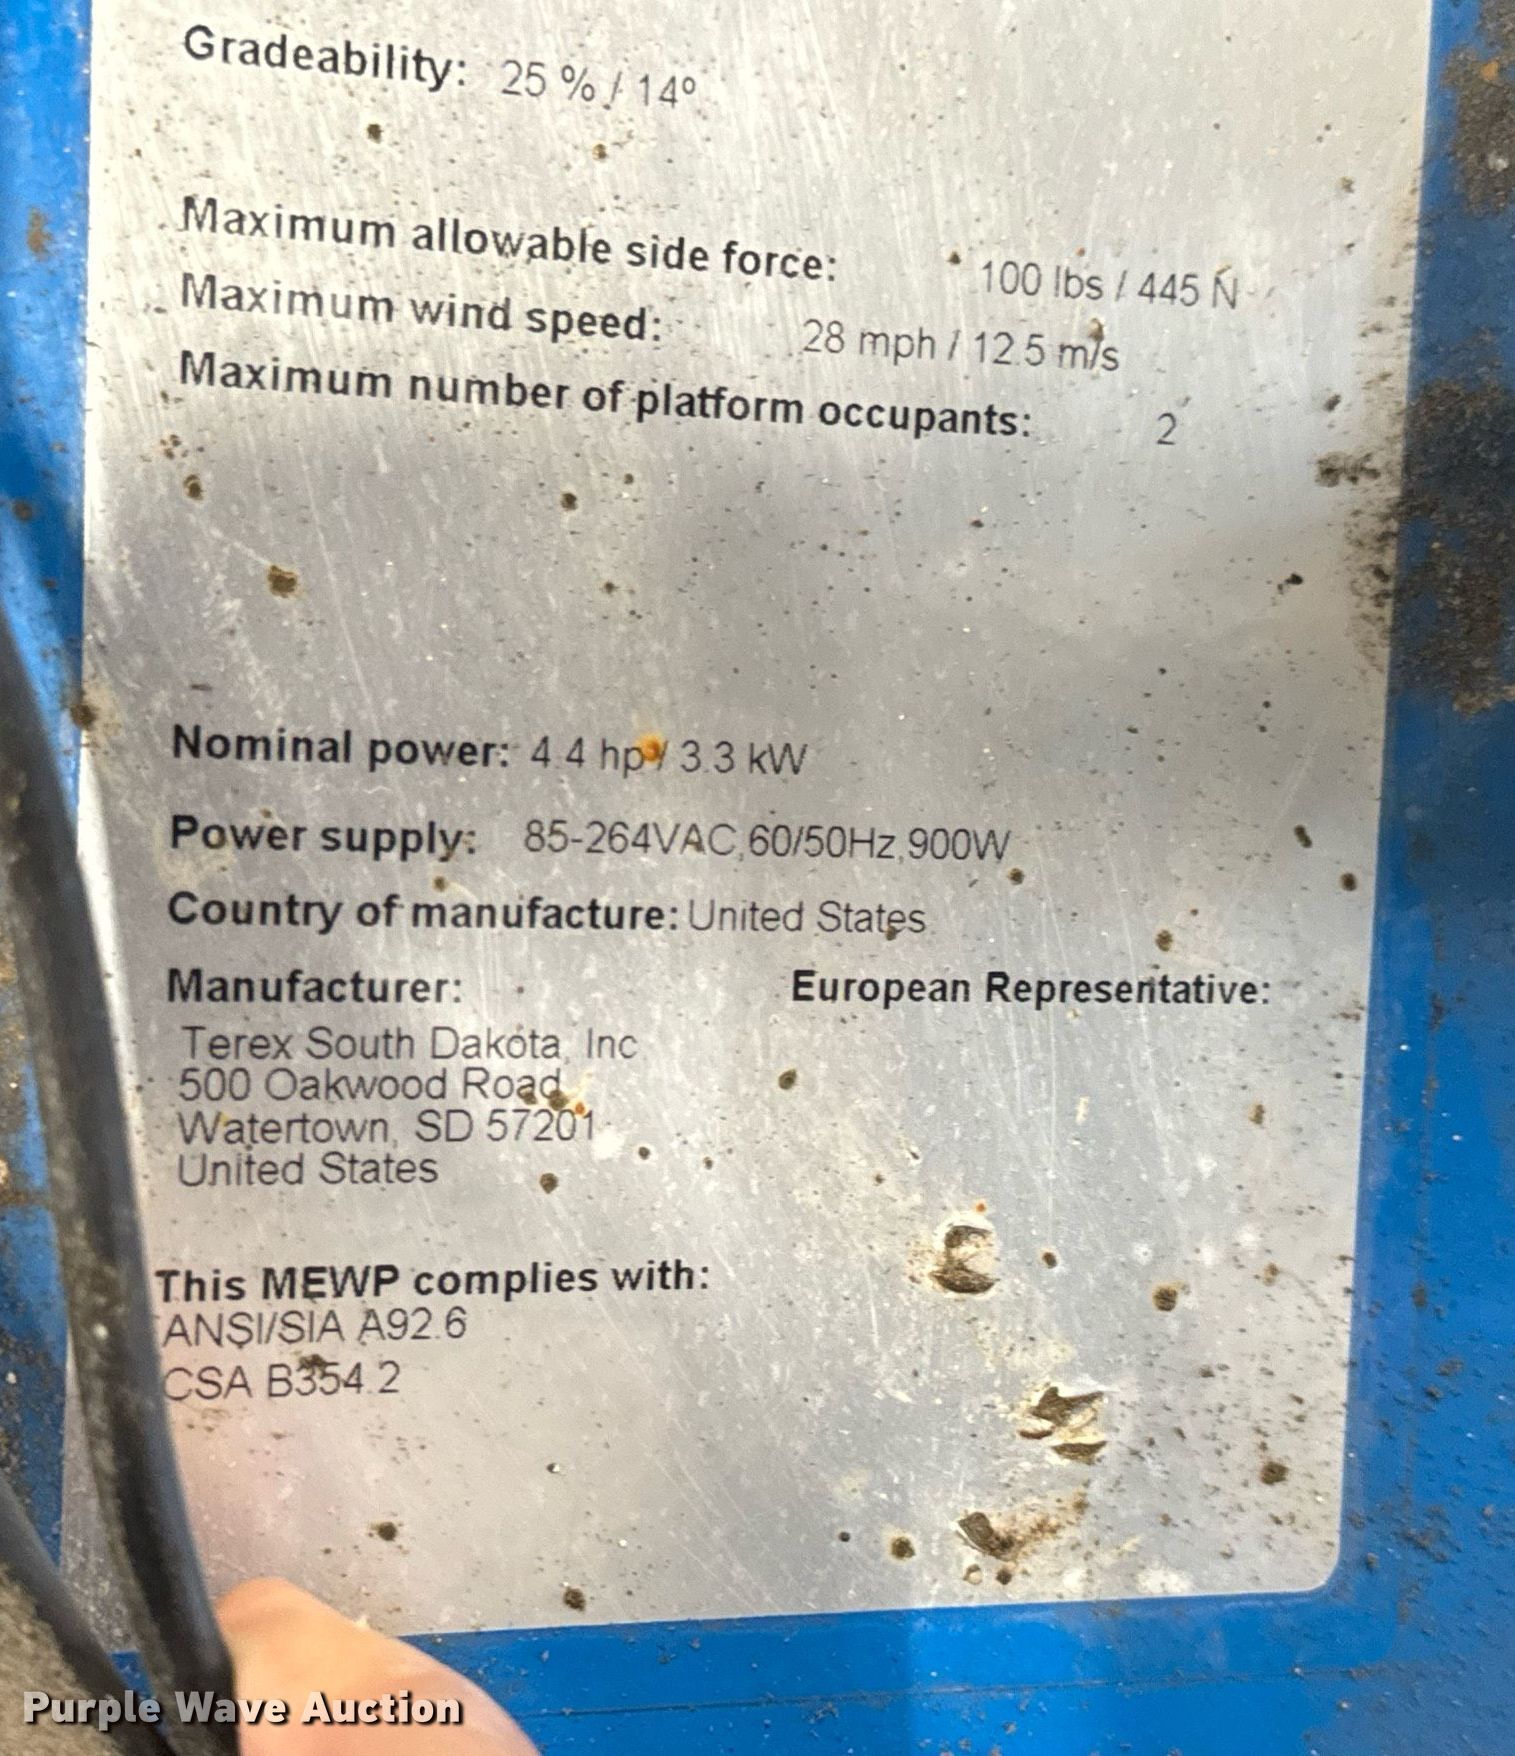 Gradeability: 25 % / 14º
Maximum allowable side force: 100 lbs / 445 N
Maximum wind speed: 28 mph / 12.5 m/s
Maximum number of platform occupants: 2
Nominal power: 4.4 hp / 3.3 kW
Power supply: 85-264VAC,60/50Hz,900W
Country of manufacture: United States
Manufacturer: European Representative:
Terex South Dakota, Inc
500 Oakwood Road
Watertown, SD 57201
United States
This MEWP complies with:
ANSI/SIA A92.6
CSA B354.2
Purple Wave Auction